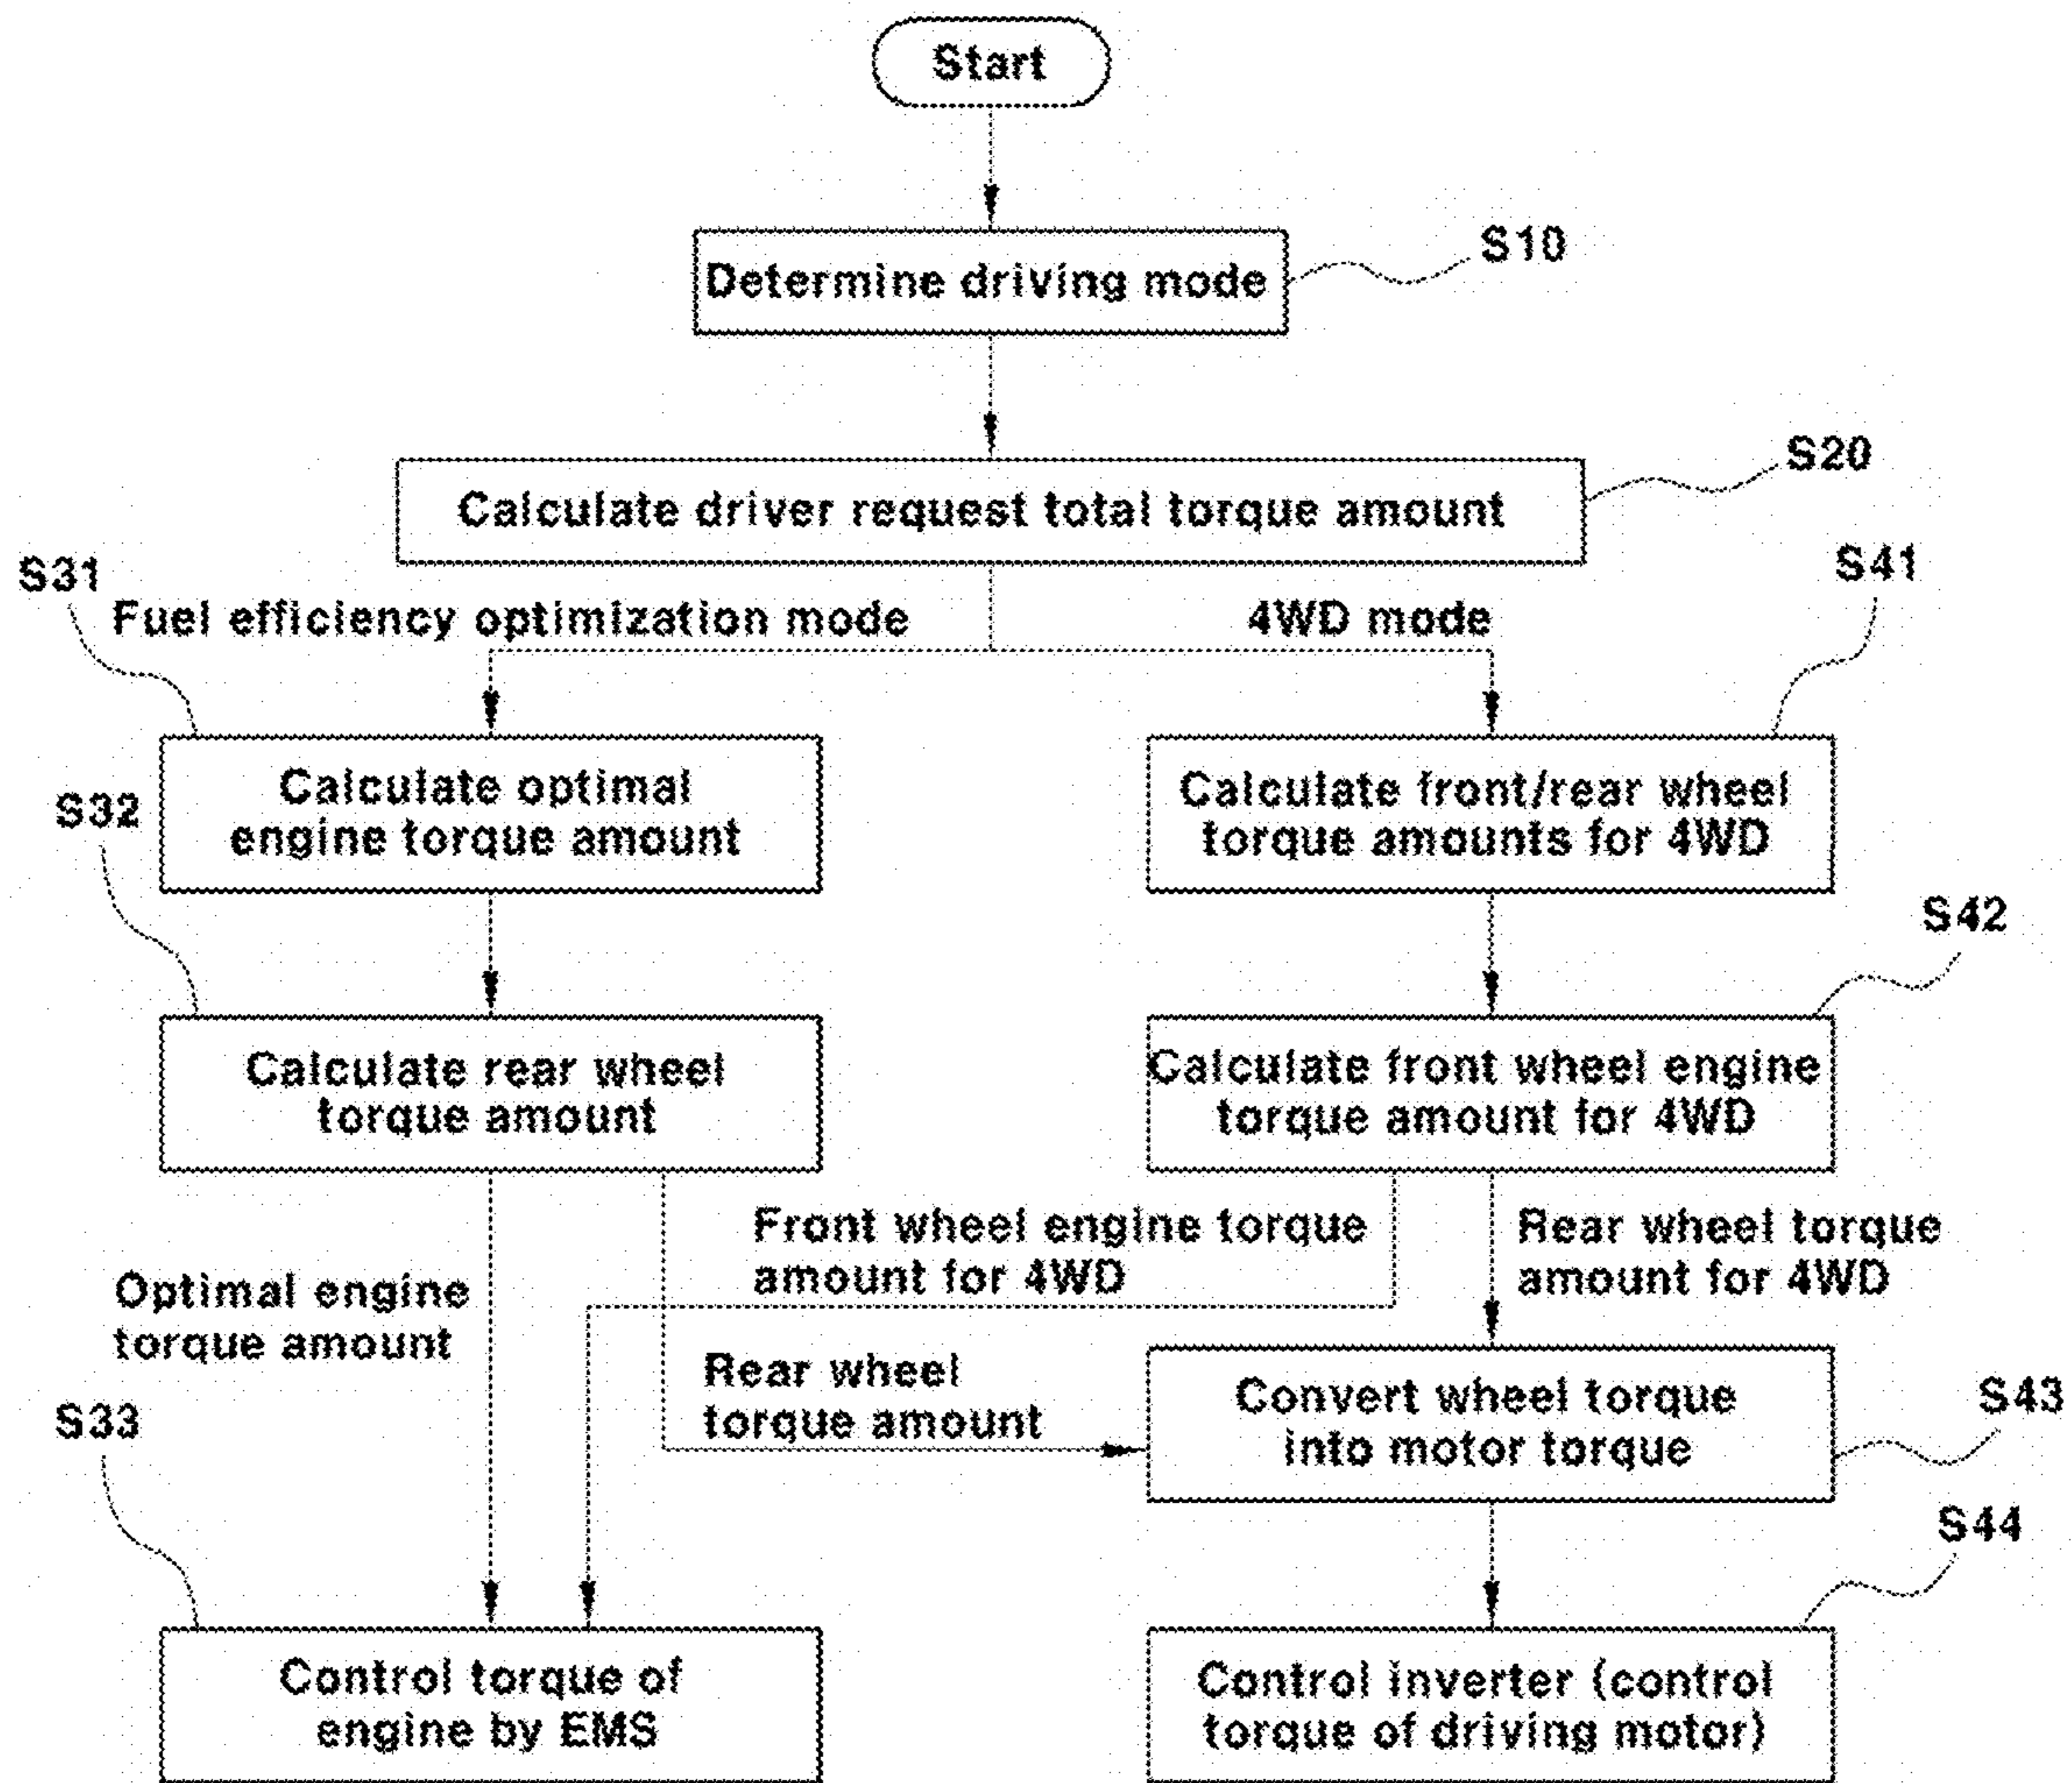 Start
Determine driving mode
S10
Calculate driver request total torque amount
S20
S31
Fuel efficiency optimization mode
4WD mode
S41
Calculate optimal
engine torque amount
Calculate front/rear wheel
torque amounts for 4WD
S32
S42
Calculate rear wheel
torque amount
Calculate front wheel engine
torque amount for 4WD
Front wheel engine torque
amount for 4WD
Rear wheel torque
amount for 4WD
Optimal engine
torque amount
Rear wheel
torque amount
Convert wheel torque
into motor torque
S43
S33
S44
Control torque of
engine by EMS
Control inverter (control
torque of driving motor)